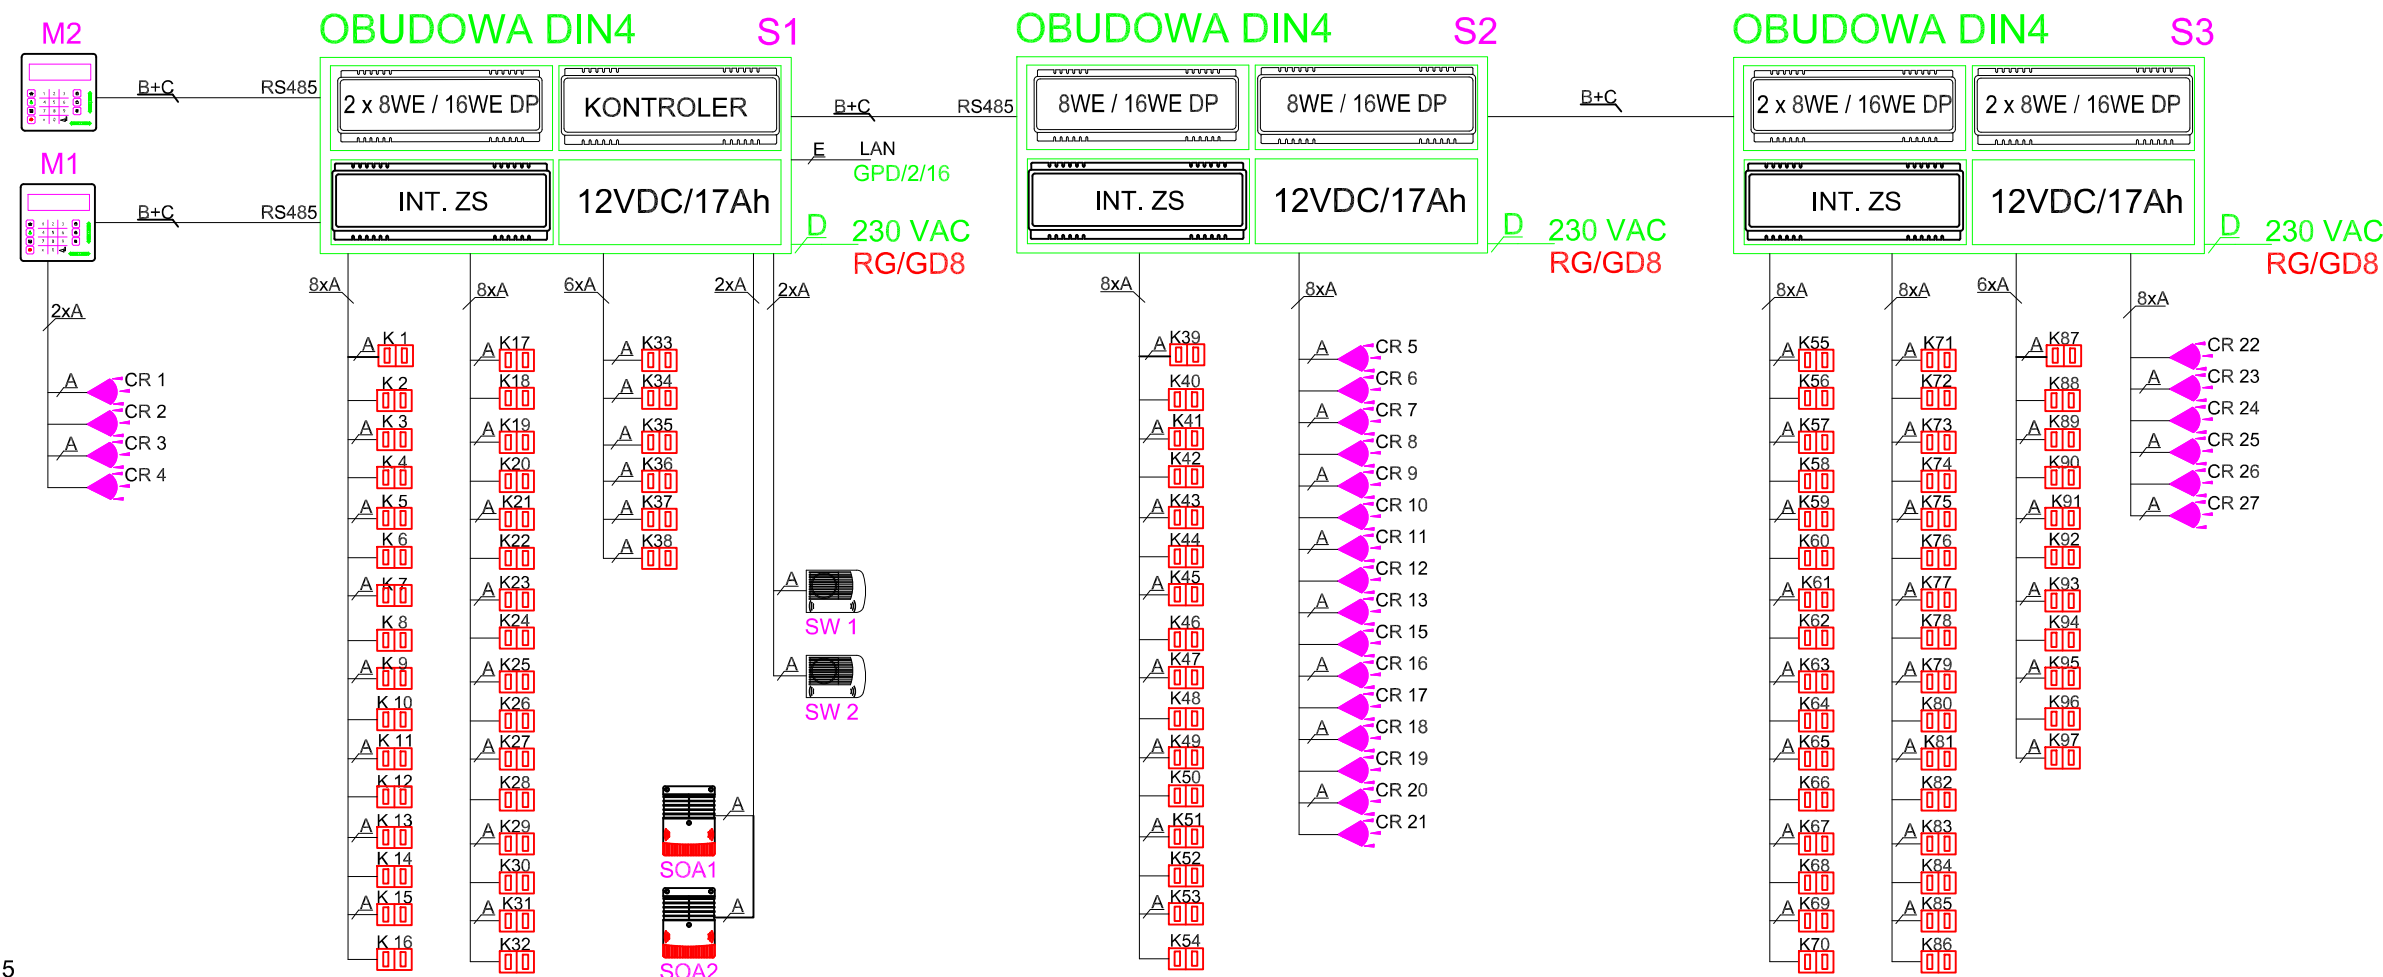 M2
B+C
RS485
M1
B+C
RS485
2xA
A
CR 1
CR 2
A
CR 3
CR 4
OBUDOWA DIN4
S1
2 x 8WE / 16WE DP
KONTROLER
INT. ZS
12VDC/17Ah
B+C
RS485
E
LAN
GPD/2/16
D
230 VAC
RG/GD8
8xA
8xA
6xA
2xA
2xA
A
K 1
K 2
A
K 3
K 4
A
K 5
K 6
A
K 7
K 8
A
K 9
K 10
A
K 11
K 12
A
K 13
K 14
A
K 15
K 16
A
K17
K18
A
K19
K20
A
K21
K22
A
K23
K24
A
K25
K26
A
K27
K28
A
K29
K30
A
K31
K32
A
K33
A
K34
A
K35
A
K36
A
K37
A
K38
A
SW 1
A
SW 2
A
SOA1
A
SOA2
OBUDOWA DIN4
S2
8WE / 16WE DP
8WE / 16WE DP
INT. ZS
12VDC/17Ah
B+C
D
230 VAC
RG/GD8
8xA
8xA
A
K39
K40
A
K41
K42
A
K43
K44
A
K45
K46
A
K47
K48
A
K49
K50
A
K51
K52
A
K53
K54
A
CR 5
CR 6
A
CR 7
CR 8
A
CR 9
CR 10
A
CR 11
CR 12
A
CR 13
CR 15
A
CR 16
CR 17
A
CR 18
CR 19
A
CR 20
CR 21
OBUDOWA DIN4
S3
2 x 8WE / 16WE DP
2 x 8WE / 16WE DP
INT. ZS
12VDC/17Ah
D
230 VAC
RG/GD8
8xA
8xA
6xA
8xA
A
K55
K56
A
K57
K58
A
K59
K60
A
K61
K62
A
K63
K64
A
K65
K66
A
K67
K68
A
K69
K70
A
K71
K72
A
K73
K74
A
K75
K76
A
K77
K78
A
K79
K80
A
K81
K82
A
K83
K84
A
K85
K86
A
K87
K88
A
K89
K90
A
K91
K92
A
K93
K94
A
K95
K96
A
K97
CR 22
A
CR 23
CR 24
A
CR 25
CR 26
A
CR 27
5